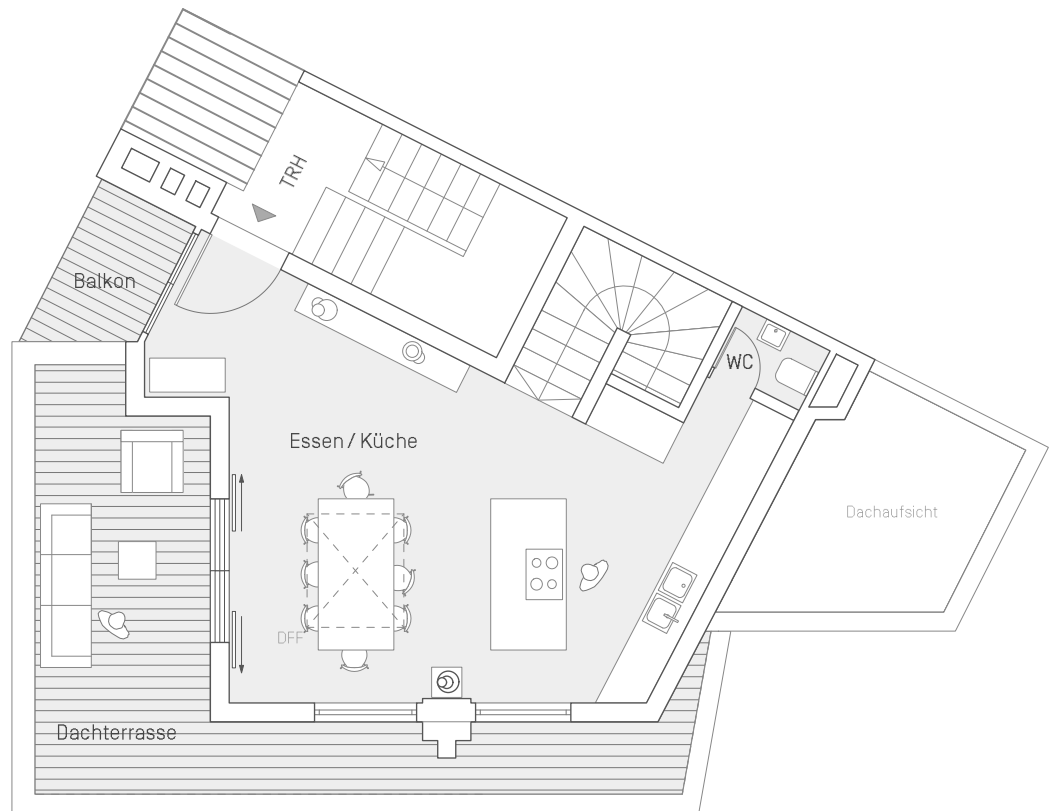 TRH
Balkon
WC
Essen / Küche
Dachaufsicht
DFF
Dachterrasse